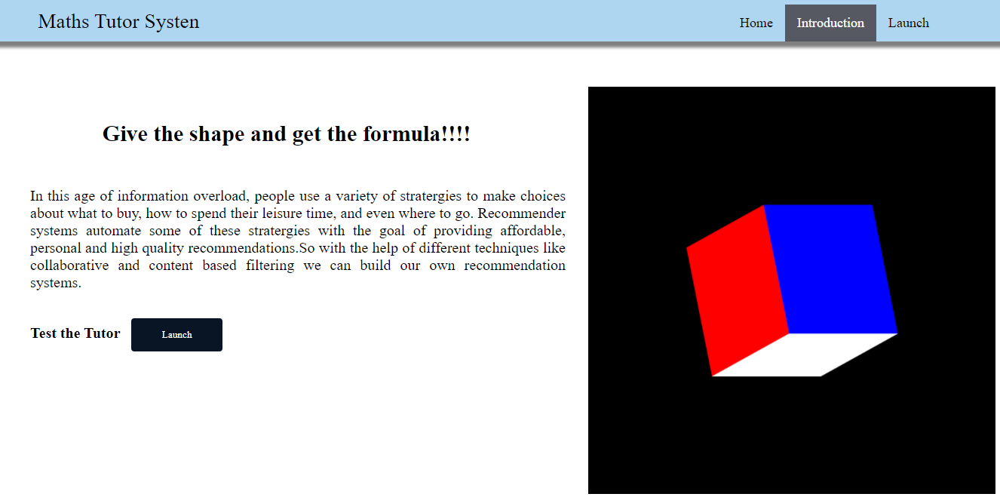 Maths Tutor Systen
Home Introduction Launch
Give the shape and get the formula!!!!
In this age of information overload, people use a variety of stratergies to make choices
about what to buy, how to spend their leisure time, and even where to go. Recommender
systems automate some of these stratergies with the goal of providing affordable,
personal and high quality recommendations.So with the help of different techniques like
collaborative and content based filtering we can build our own recommendation
systems.
Test the Tutor Launch